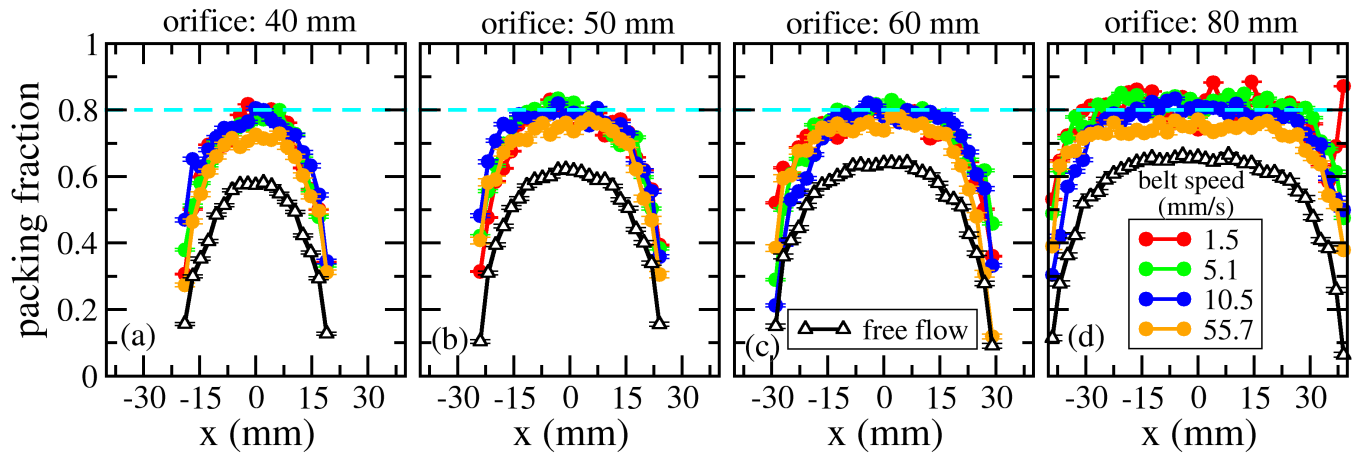 orifice: 40 mm
orifice: 50 mm
orifice: 60 mm
orifice: 80 mm
packing fraction
1
0.8
0.6
0.4
0.2
0
(a)
(b)
(c)
(d)
free flow
belt speed
(mm/s)
1.5
5.1
10.5
55.7
-30 -15 0 15 30
-30 -15 0 15 30
-30 -15 0 15 30
-30 -15 0 15 30
x (mm)
x (mm)
x (mm)
x (mm)